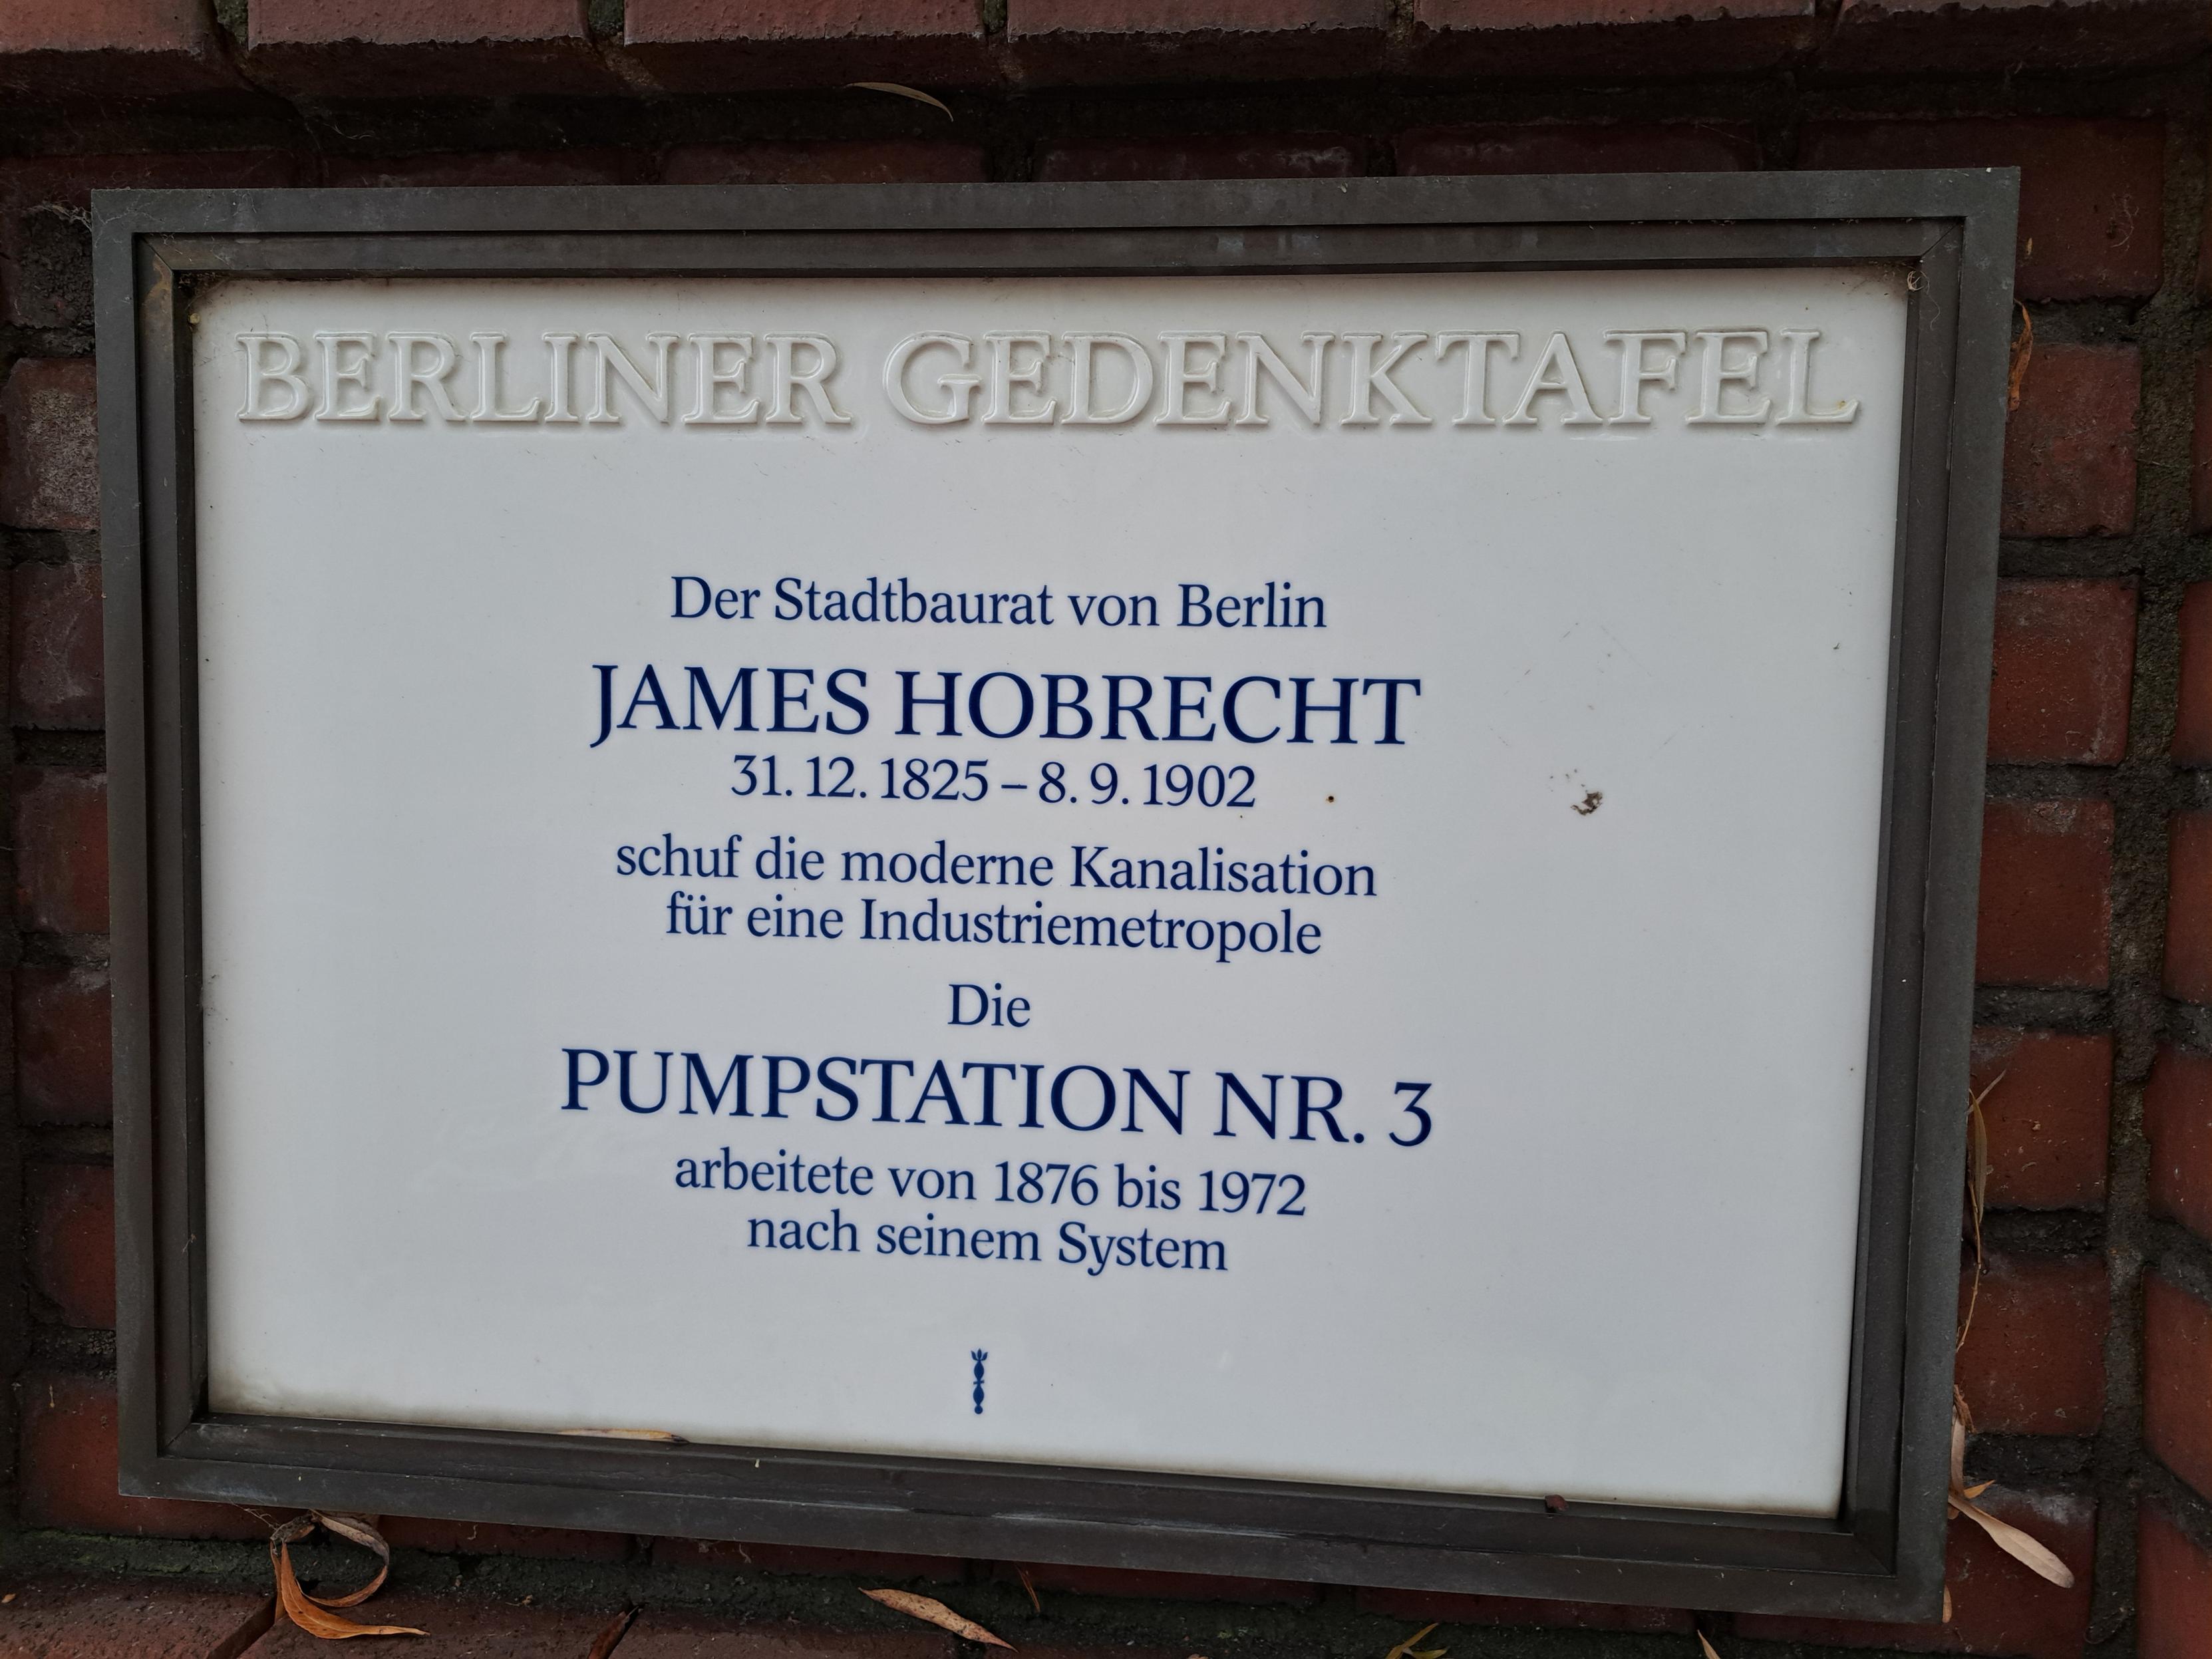 BERLINER GEDENKTAFEL
Der Stadtbaurat von Berlin
JAMES HOBRECHT
31. 12. 1825 – 8. 9. 1902
schuf die moderne Kanalisation
für eine Industriemetropole
Die
PUMPSTATION NR. 3
arbeitete von 1876 bis 1972
nach seinem System